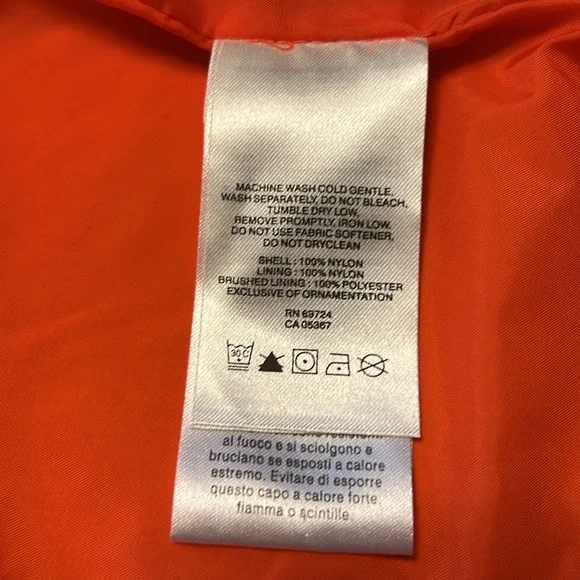 MACHINE WASH COLD GENTLE,
WASH SEPARATELY, DO NOT BLEACH,
TUMBLE DRY LOW,
REMOVE PROMPTLY, IRON LOW,
DO NOT USE FABRIC SOFTENER,
DO NOT DRYCLEAN
SHELL : 100% NYLON
LINING : 100% NYLON
BRUSHED LINING : 100% POLYESTER
EXCLUSIVE OF ORNAMENTATION
RN 69724
CA 05367
30 C
al fuoco e si sciolgono e
bruciano se esposti a calore
estremo. Evitare di esporre
questo capo a calore forte
fiamma o scintille.